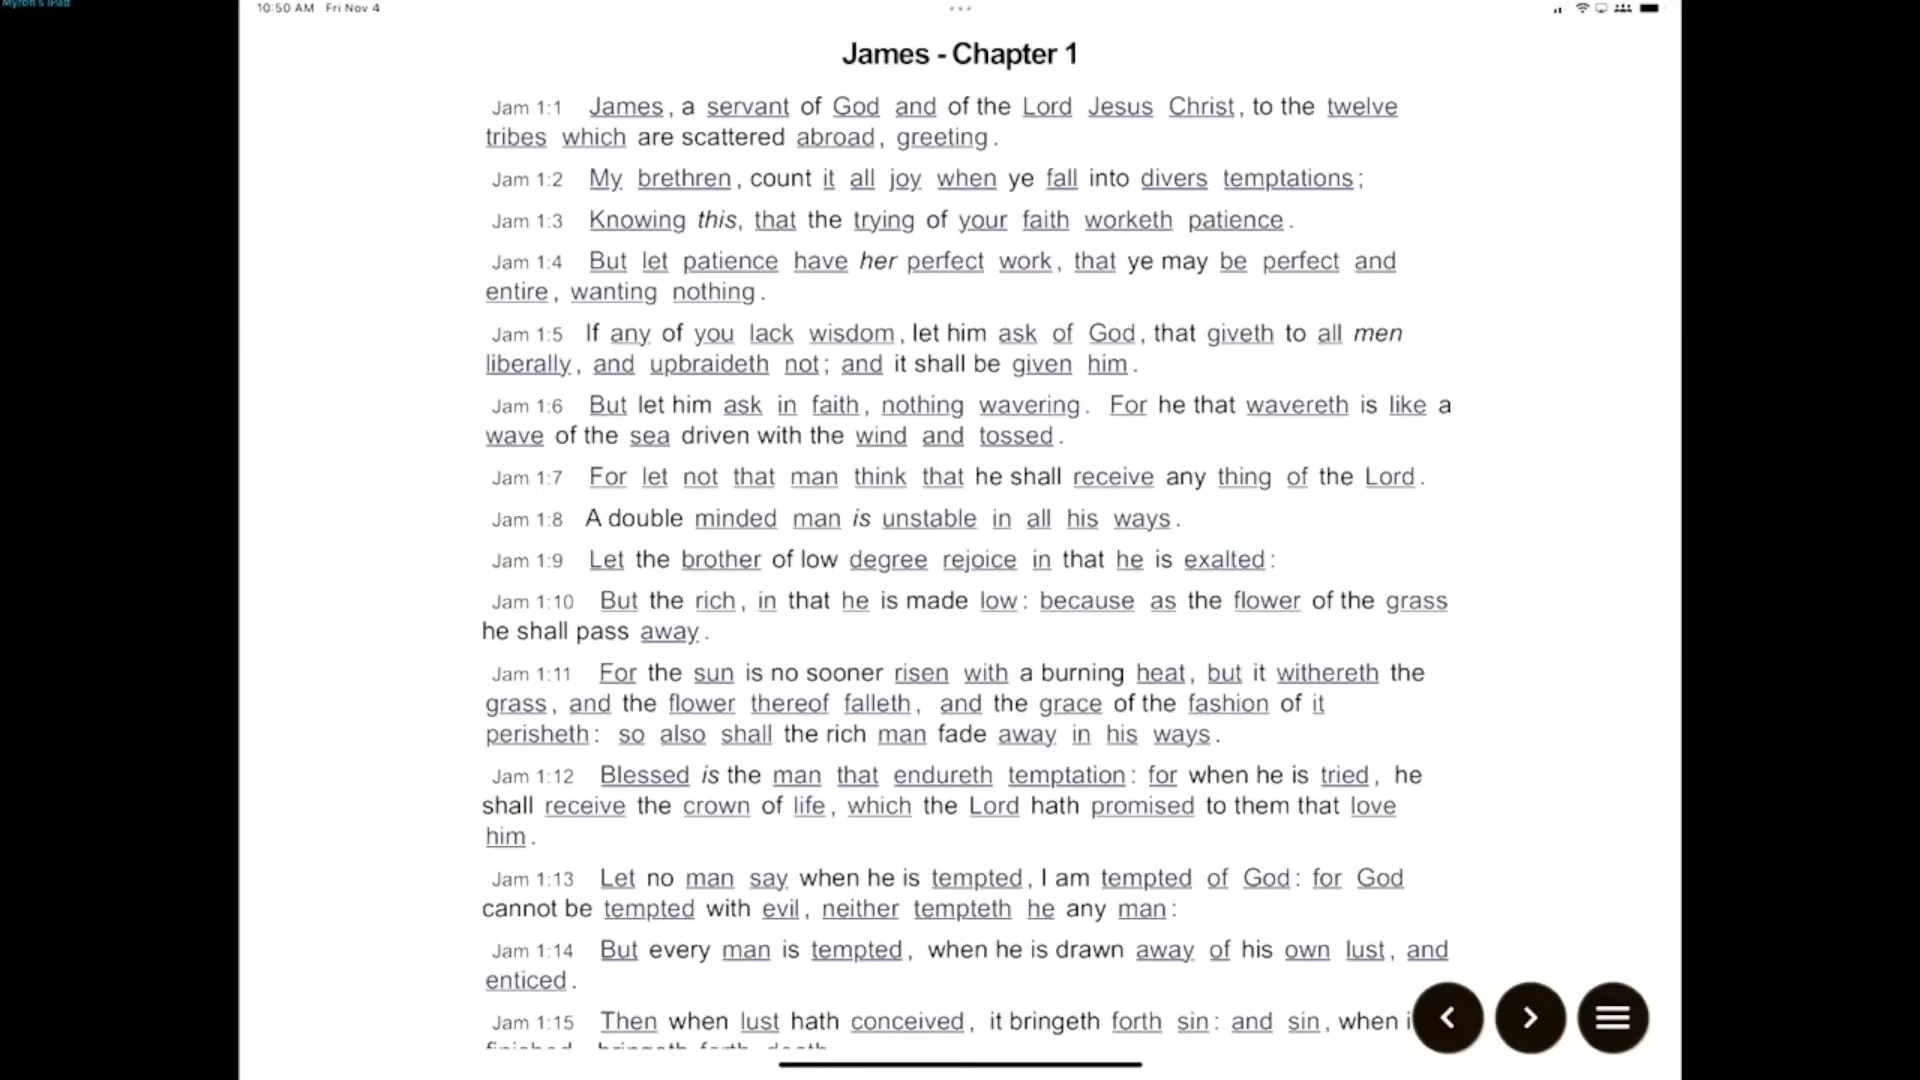 Myron's iPad
10:50 AM Fri Nov 4
James - Chapter 1
Jam 1:1 James, a servant of God and of the Lord Jesus Christ, to the twelve
tribes which are scattered abroad, greeting.
Jam 1:2 My brethren, count it all joy when ye fall into divers temptations;
Jam 1:3 Knowing this, that the trying of your faith worketh patience.
Jam 1:4 But let patience have her perfect work, that ye may be perfect and
entire, wanting nothing.
Jam 1:5 If any of you lack wisdom, let him ask of God, that giveth to all men
liberally, and upbraideth not; and it shall be given him.
Jam 1:6 But let him ask in faith, nothing wavering. For he that wavereth is like a
wave of the sea driven with the wind and tossed.
Jam 1:7 For let not that man think that he shall receive any thing of the Lord.
Jam 1:8 A double minded man is unstable in all his ways.
Jam 1:9 Let the brother of low degree rejoice in that he is exalted:
Jam 1:10 But the rich, in that he is made low: because as the flower of the grass
he shall pass away.
Jam 1:11 For the sun is no sooner risen with a burning heat, but it withereth the
grass, and the flower thereof falleth, and the grace of the fashion of it
perisheth: so also shall the rich man fade away in his ways.
Jam 1:12 Blessed is the man that endureth temptation: for when he is tried, he
shall receive the crown of life, which the Lord hath promised to them that love
him.
Jam 1:13 Let no man say when he is tempted, I am tempted of God: for God
cannot be tempted with evil, neither tempteth he any man:
Jam 1:14 But every man is tempted, when he is drawn away of his own lust, and
enticed.
Jam 1:15 Then when lust hath conceived, it bringeth forth sin: and sin, when